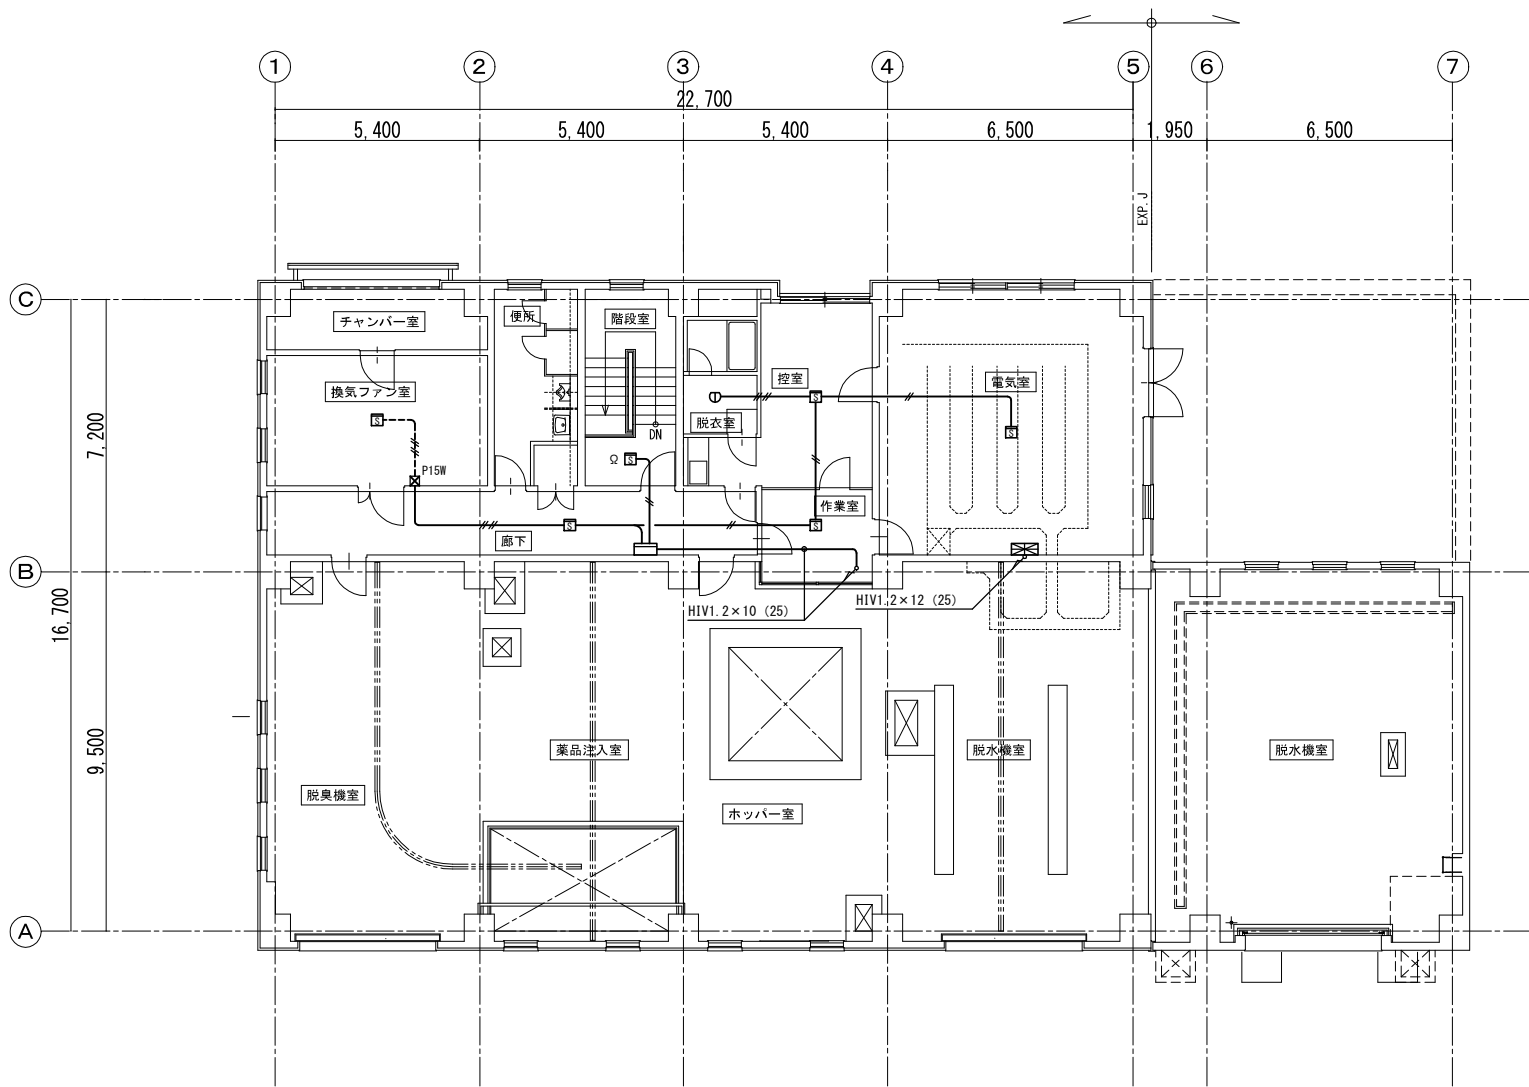 1
2
3
4
5
6
7
22,700
5,400
5,400
5,400
6,500
1,950
6,500
EXP.J
C
チャンバー室
便所
階段室
換気ファン室
控室
電気室
脱衣室
7,200
DN
Ω
S
S
S
S
S
S
P15W
作業室
廊下
B
HIV1.2×10 (25)
HIV1.2×12 (25)
16,700
9,500
薬品注入室
脱水機室
脱水機室
脱臭機室
ホッパー室
A